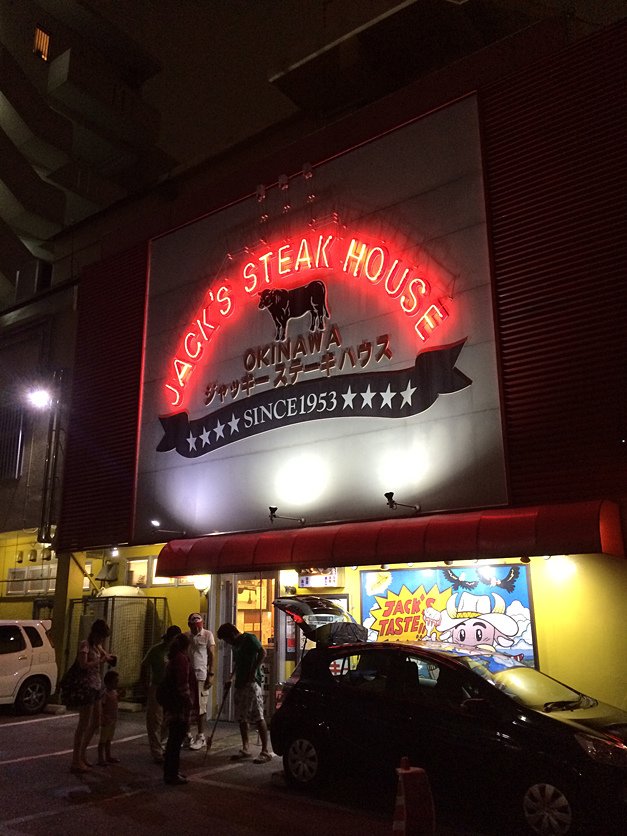 JACK'S STEAK HOUSE
OKINAWA
ジャッキー ステーキハウス
★★★★SINCE1953★★★★
JACK'S
TASTE!!